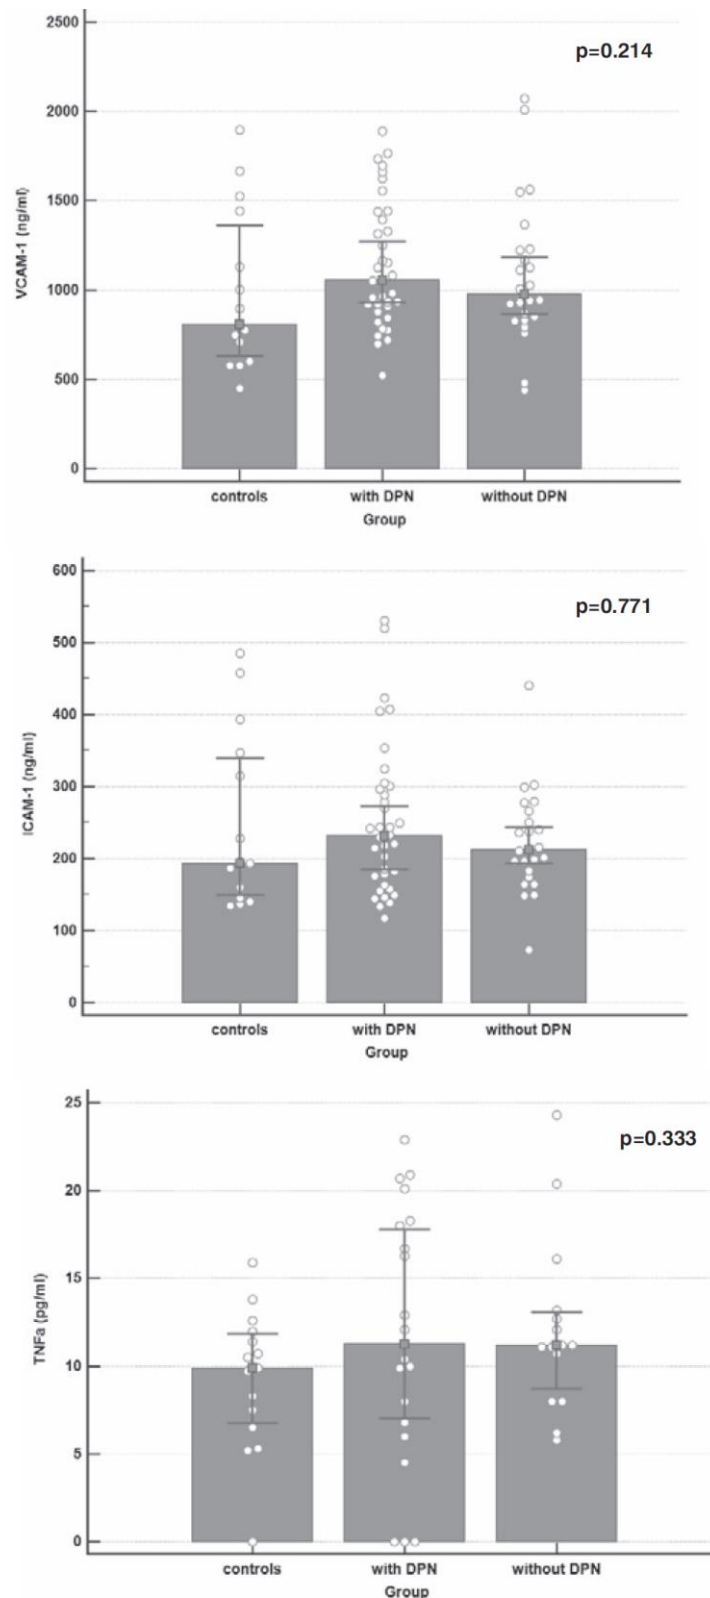 2500
p=0.214
2000
1500
VCAM-1 (ng/ml)
1000
500
0
controls with DPN without DPN
Group
600
p=0.771
500
400
ICAM-1 (ng/ml)
300
200
100
0
controls with DPN without DPN
Group
25
p=0.333
20
15
TNFa (pg/ml)
10
5
0
controls with DPN without DPN
Group